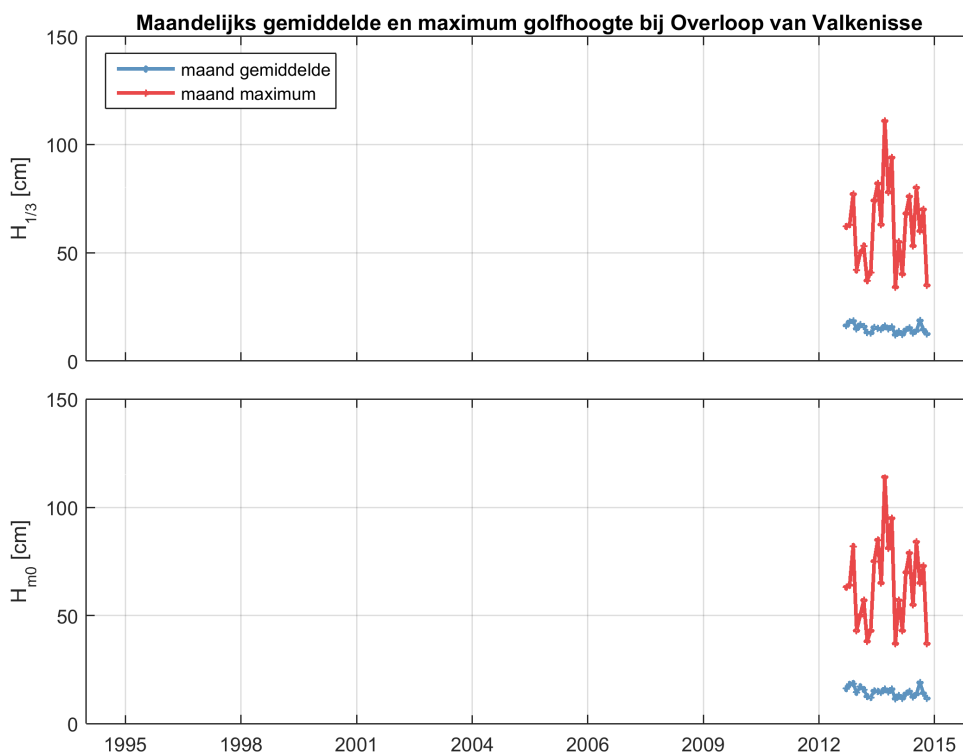 Maandelijks gemiddelde en maximum golfhoogte bij Overloop van Valkenisse
150
maand gemiddelde
maand maximum
100
H1/3 [cm]
50
0
150
100
Hm0 [cm]
50
0
1995 1998 2001 2004 2007 2006 2009 2012 2015